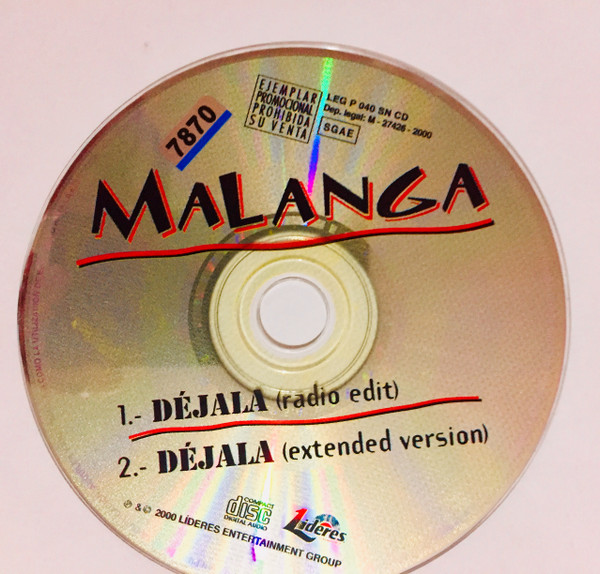 EJEMPLAR
PROMOCIONAL
PROHIBIDA
SU VENTA
LEG P 040 SN CD
Dep. legal: M - 27426 - 2000
SGAE
7870
MALANGA
1.- DÉJALA (radio edit)
2.- DÉJALA (extended version)
COMPACT
disc
DIGITAL AUDIO
Líderes
℗ & © 2000 LÍDERES ENTERTAINMENT GROUP